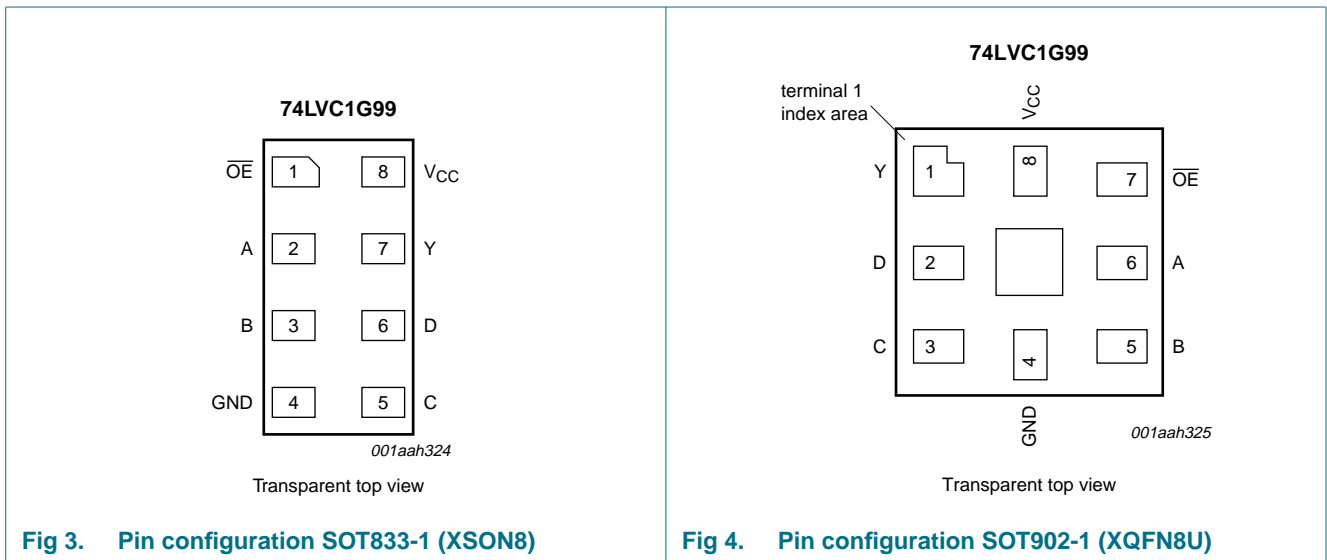 74LVC1G99
OE 1 8 VCC
A 2 7 Y
B 3 6 D
GND 4 5 C
001aah324
Transparent top view
Fig 3. Pin configuration SOT833-1 (XSON8)
74LVC1G99
terminal 1
index area
VCC
Y 1 8 7 OE
D 2 6 A
C 3 4 5 B
GND
001aah325
Transparent top view
Fig 4. Pin configuration SOT902-1 (XQFN8U)